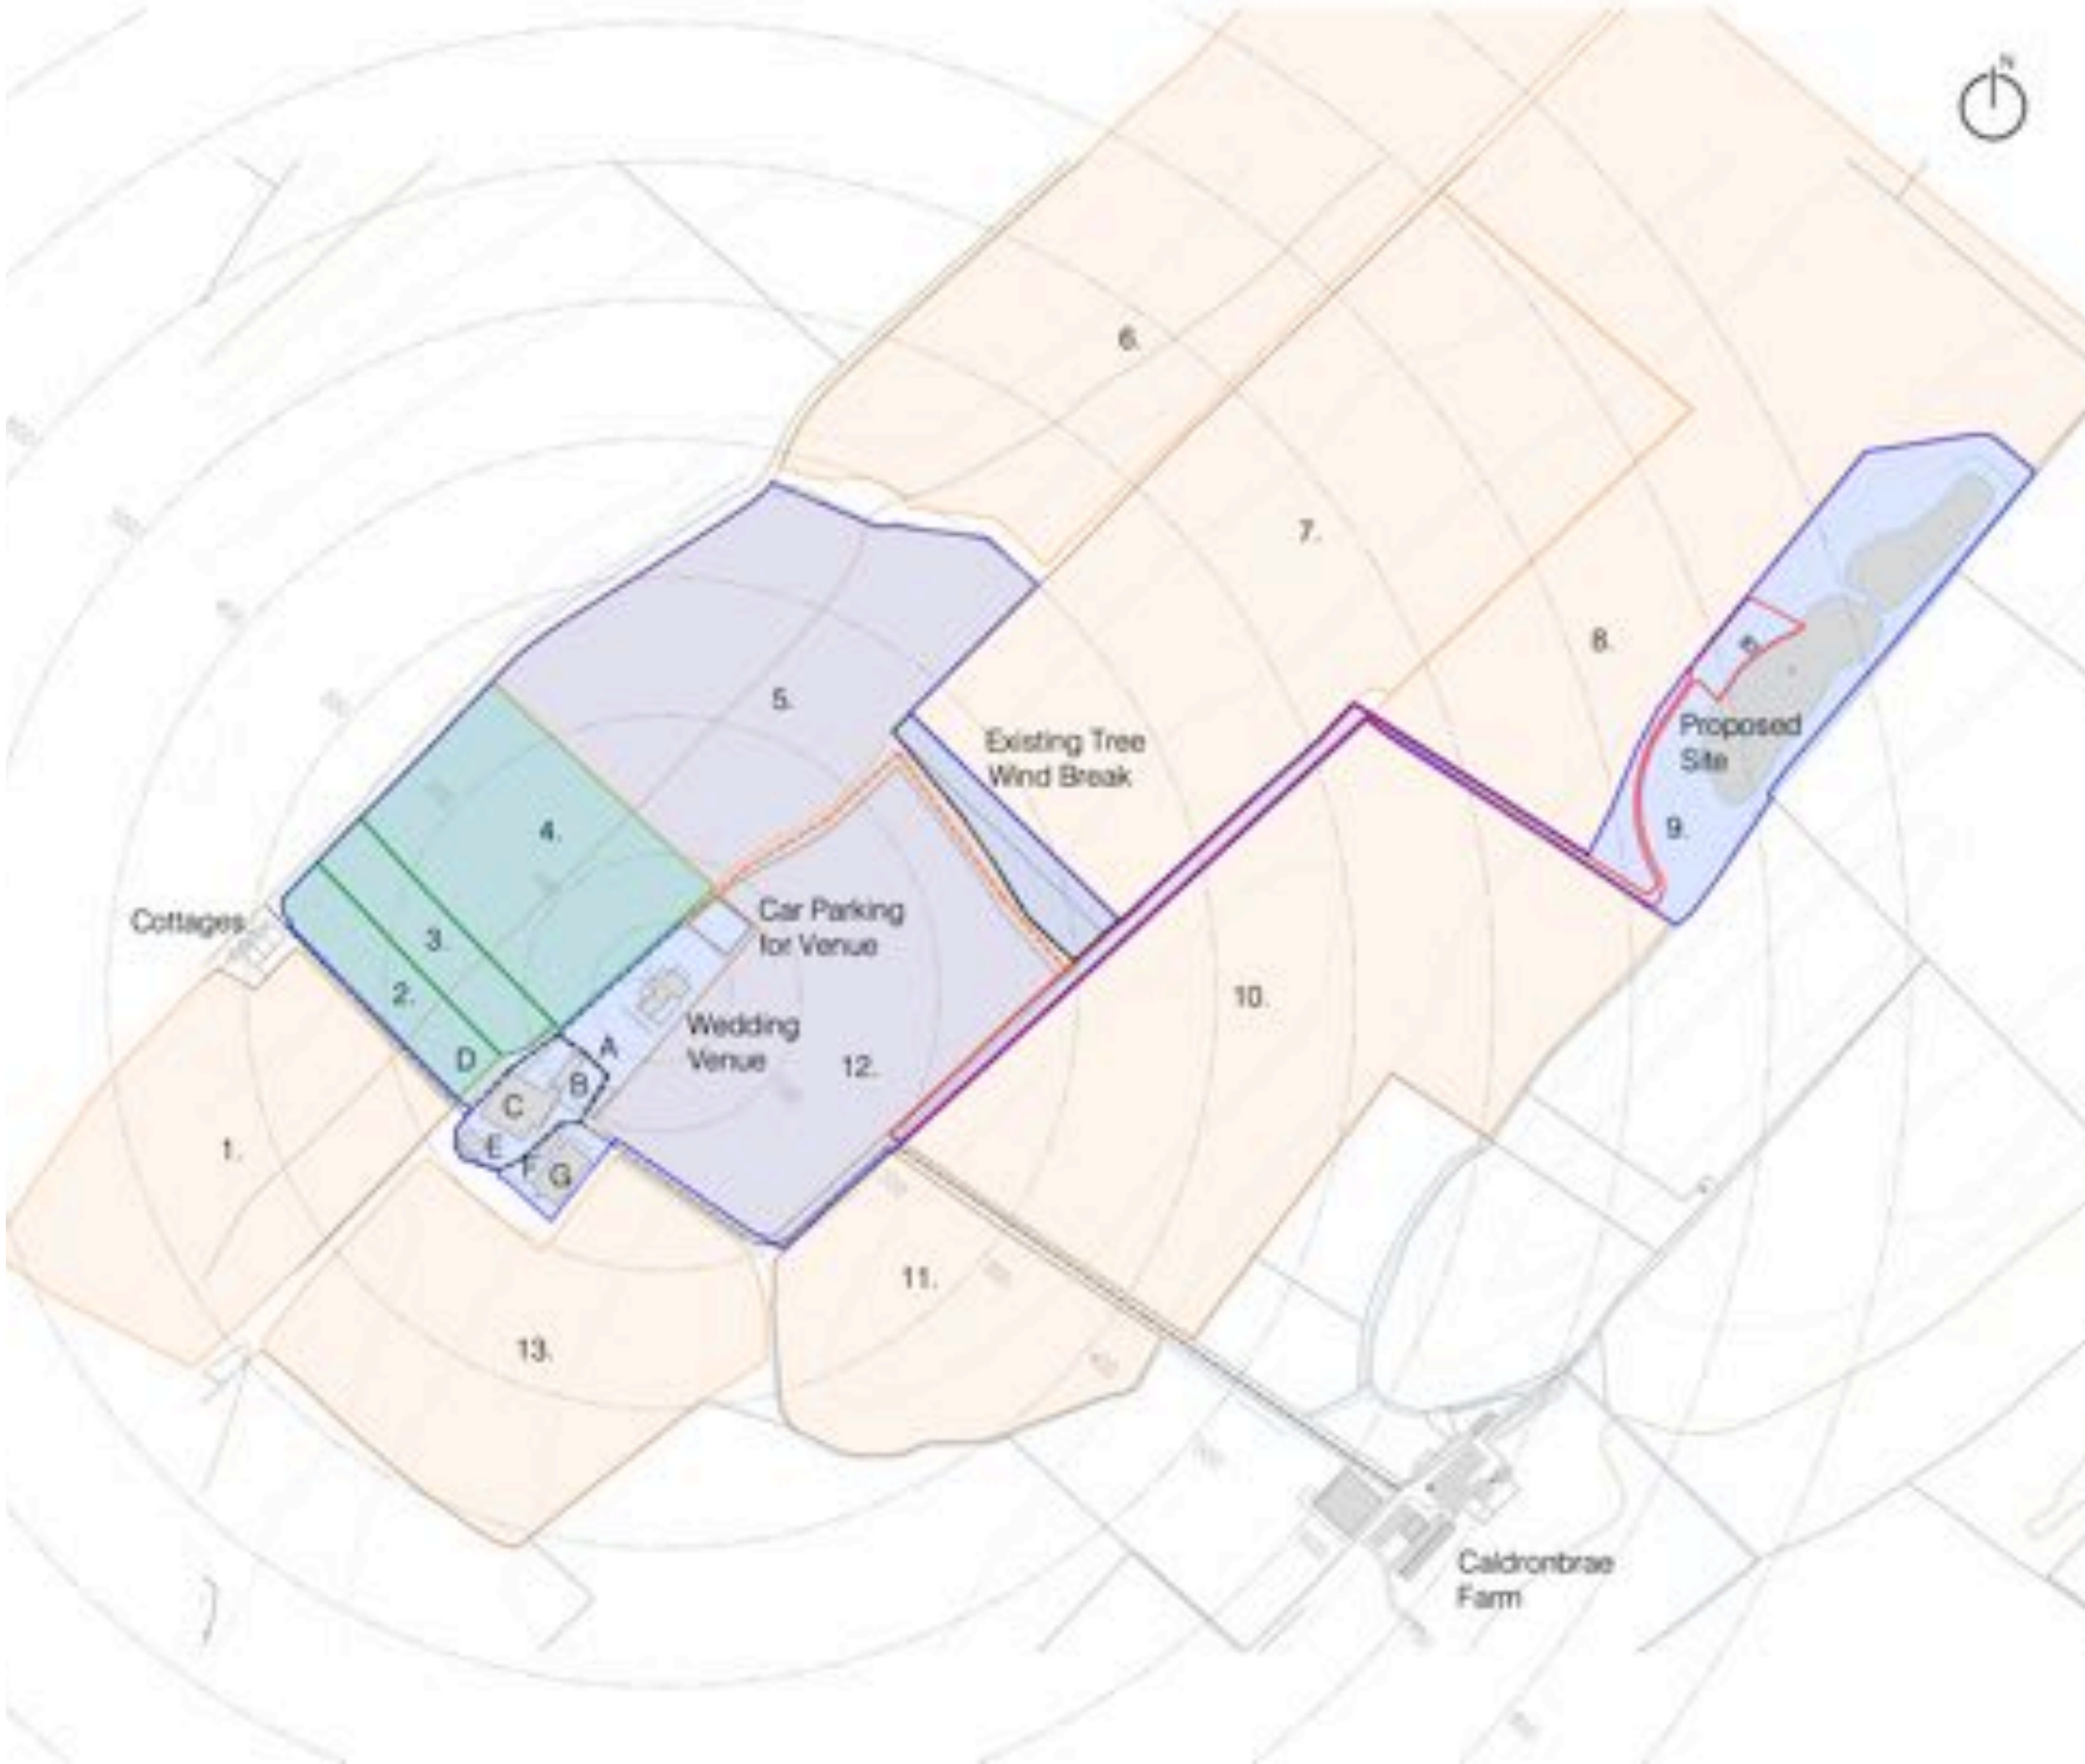 N
6.
7.
8.
5.
Existing Tree
Wind Break
Proposed
Site
9.
4.
Cottages
3.
2.
Car Parking
for Venue
10.
Wedding
Venue
D
A
B
C
12.
E
F
G
1.
11.
13.
Caldronbrae
Farm